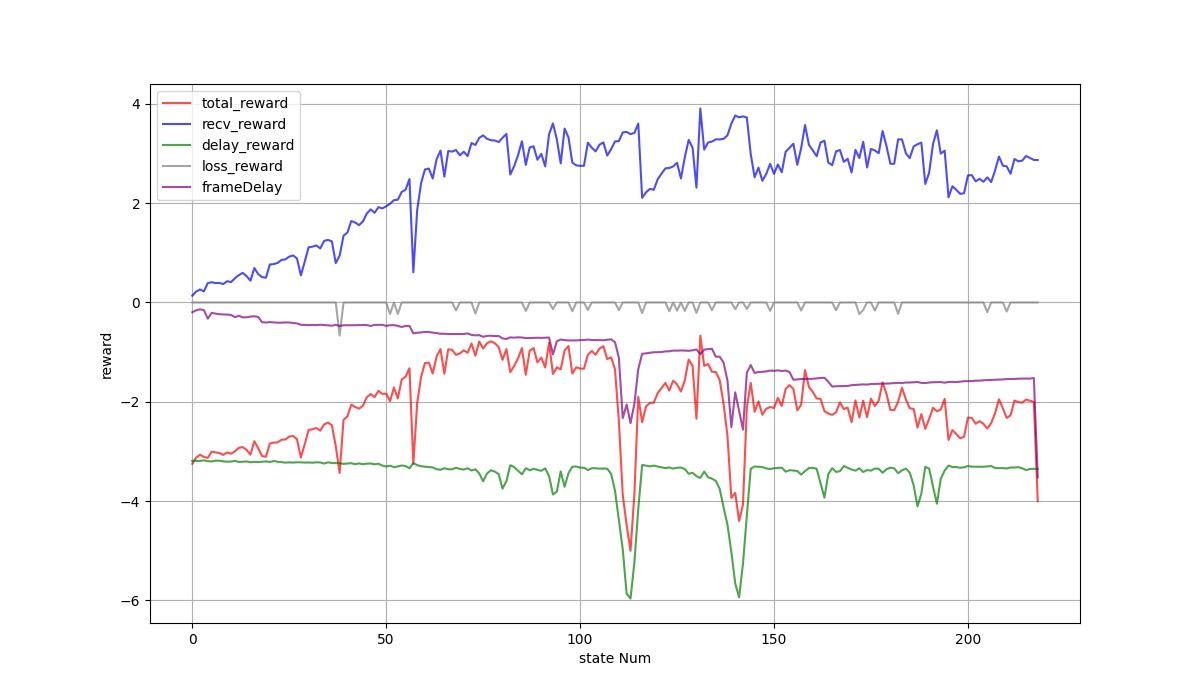 total_reward
recv_reward
delay_reward
loss_reward
frameDelay
4
2
0
−2
−4
−6
reward
0 50 100 150 200
state Num